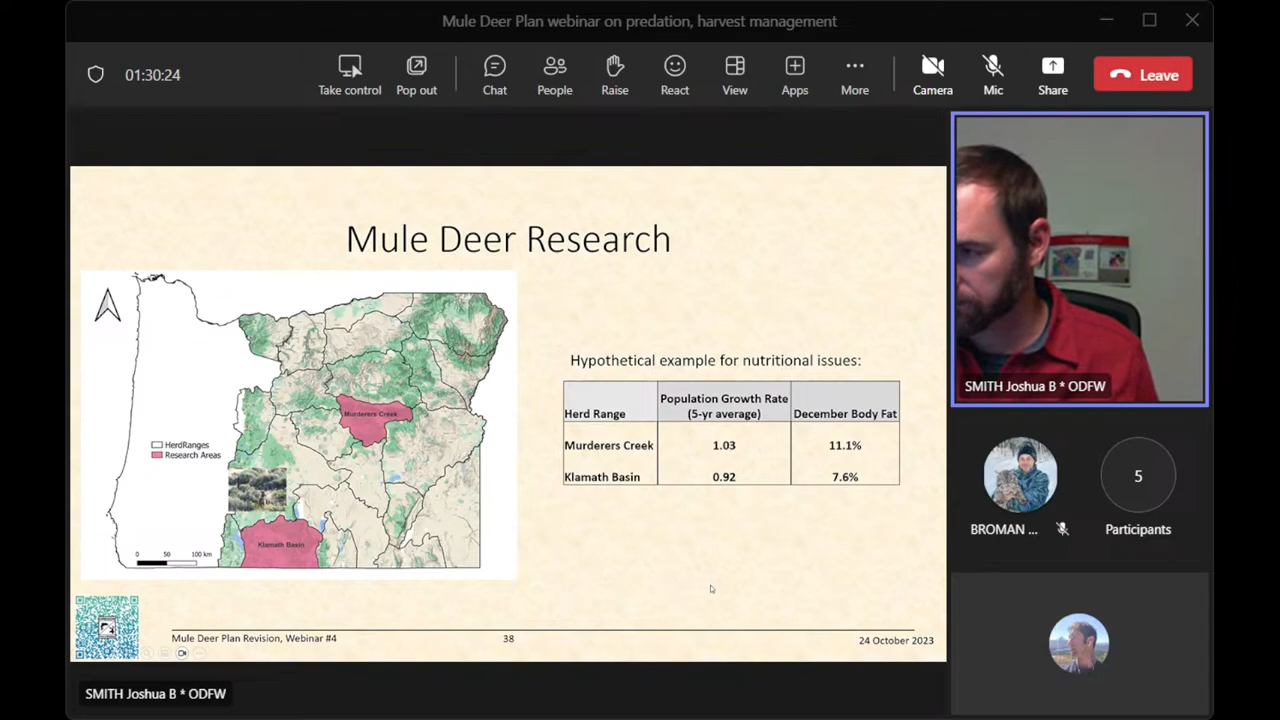 Mule Deer Plan webinar on predation, harvest management
01:30:24
Take control
Pop out
Chat
People
Raise
React
View
Apps
More
Camera
Mic
Share
Leave
Mule Deer Research
Murderers Creek
HerdRanges
Research Areas
Klamath Basin
0 50 100 km
Hypothetical example for nutritional issues:
Herd Range Population Growth Rate (5-yr average) December Body Fat
Murderers Creek 1.03 11.1%
Klamath Basin 0.92 7.6%
Mule Deer Plan Revision, Webinar #4 38 24 October 2023
SMITH Joshua B * ODFW
SMITH Joshua B * ODFW
BROMAN ...
5
Participants